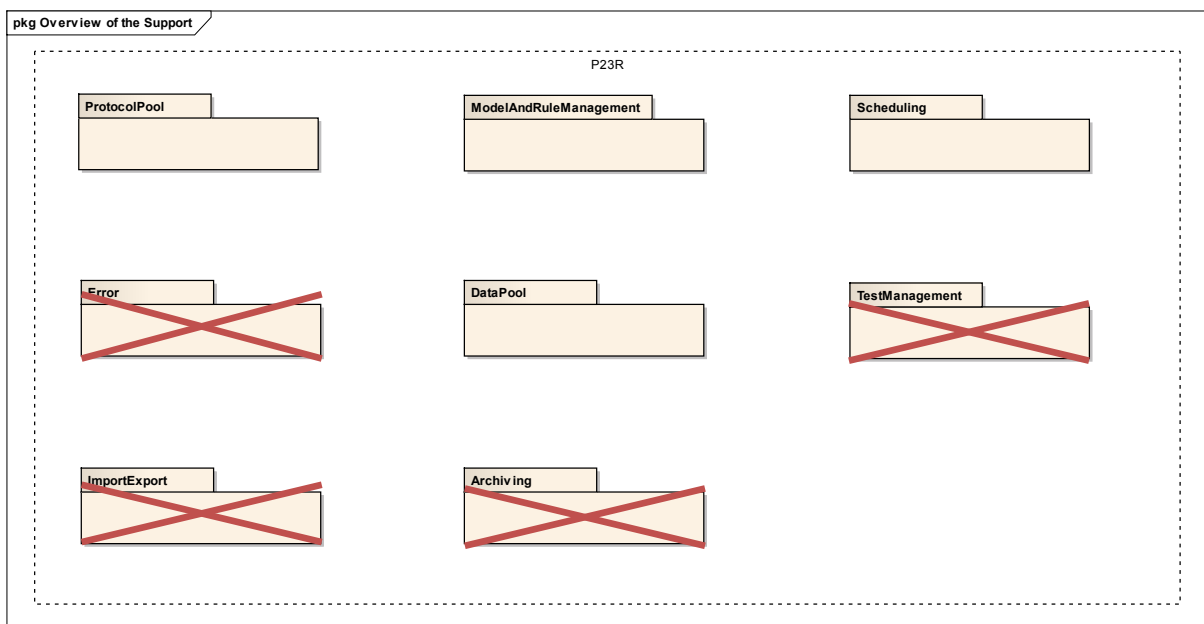 pkg Overview of the Support
P23R
ProtocolPool
ModelAndRuleManagement
Scheduling
Error
DataPool
TestManagement
ImportExport
Archiving